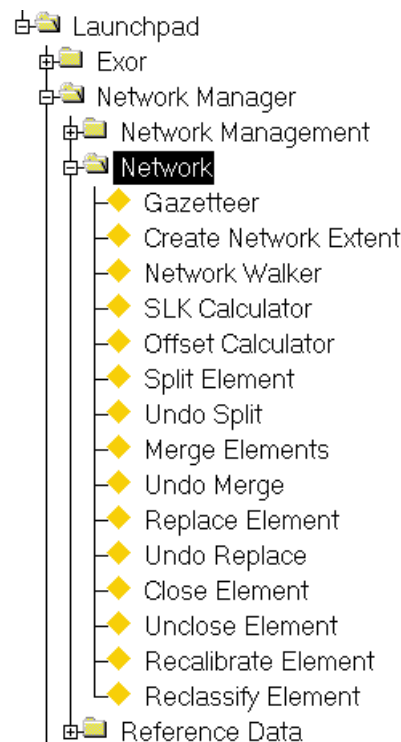 Launchpad
Exor
Network Manager
Network Management
Network
Gazetteer
Create Network Extent
Network Walker
SLK Calculator
Offset Calculator
Split Element
Undo Split
Merge Elements
Undo Merge
Replace Element
Undo Replace
Close Element
Unclose Element
Recalibrate Element
Reclassify Element
Reference Data